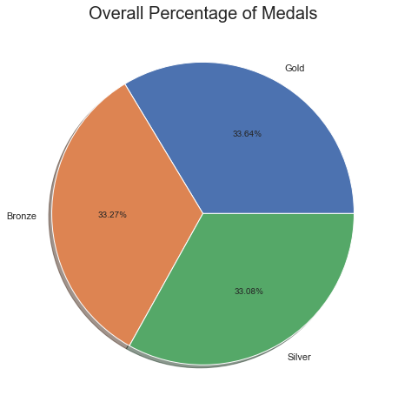 Overall Percentage of Medals
Gold
33.64%
33.27%
Bronze
33.08%
Silver